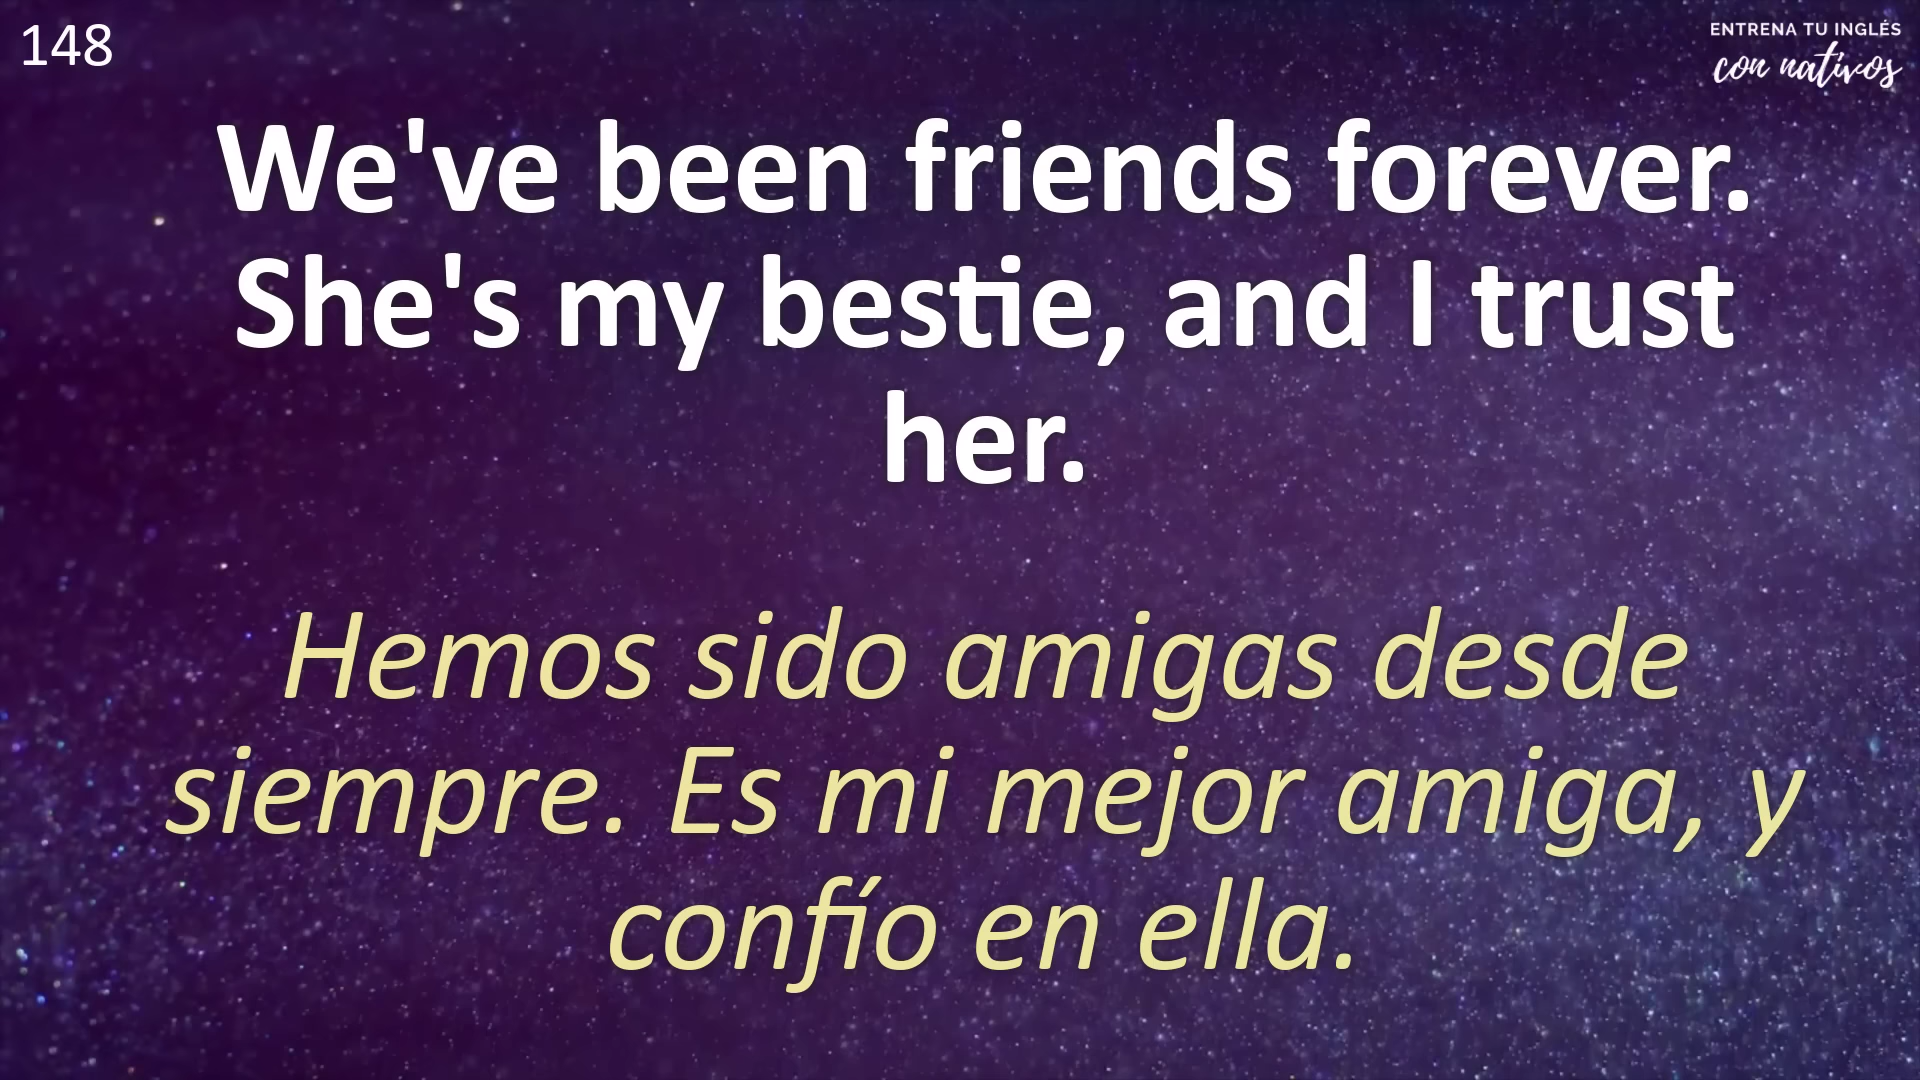 148
ENTRENA TU INGLÉS
con nativos
We've been friends forever.
She's my bestie, and I trust
her.
Hemos sido amigas desde
siempre. Es mi mejor amiga, y
confío en ella.